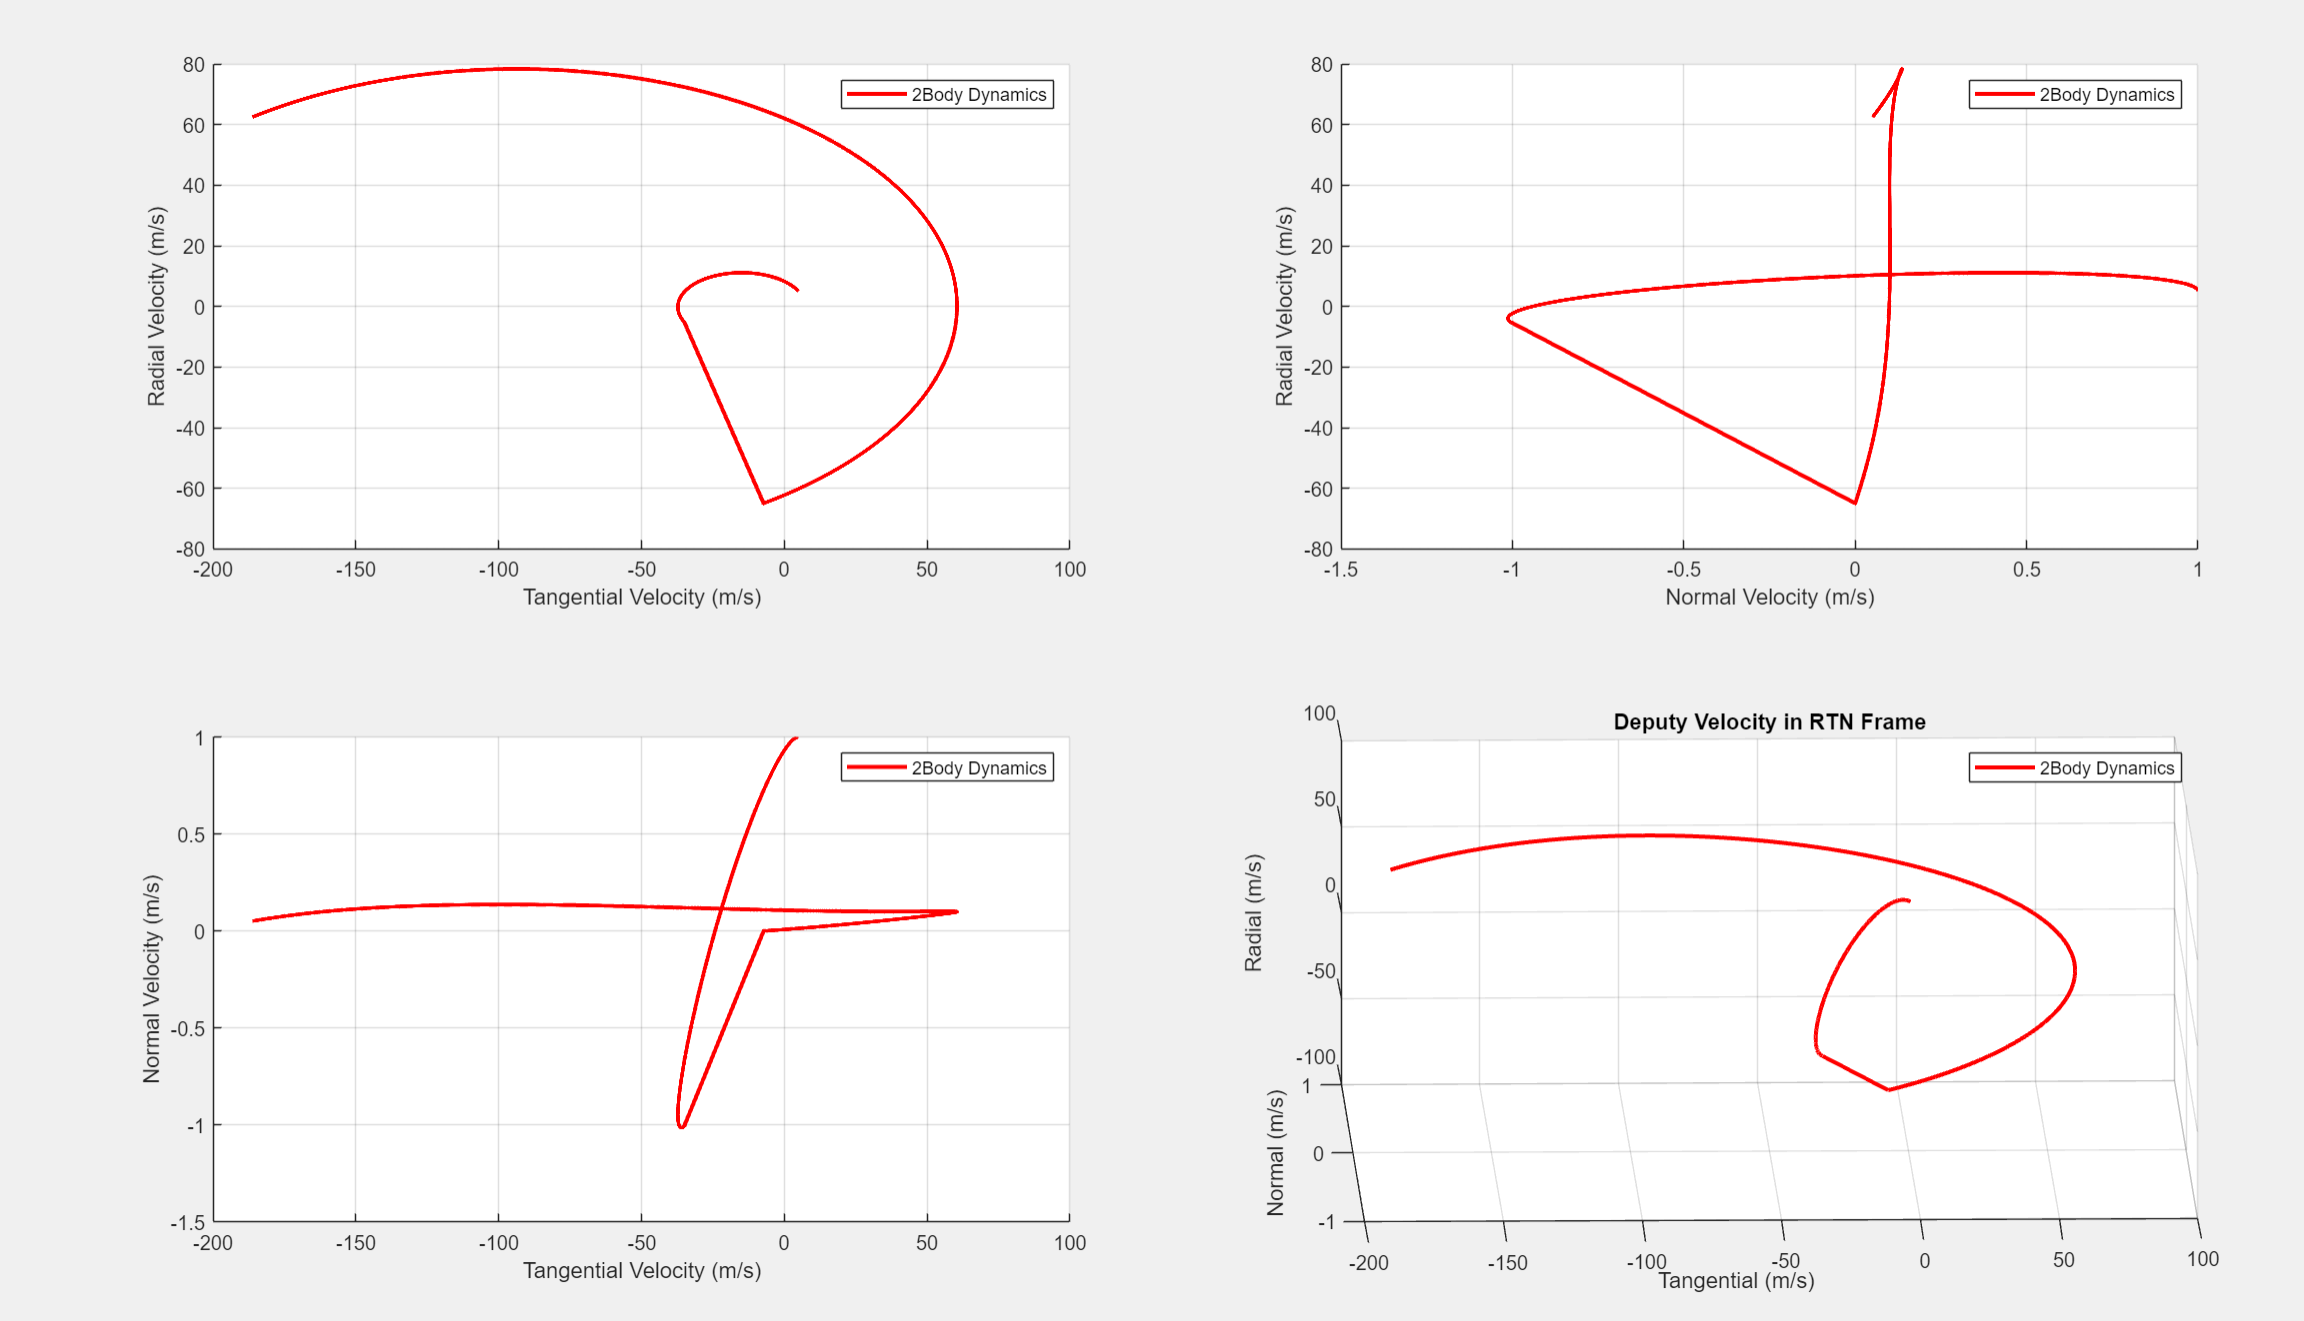 80
60
40
20
0
-20
-40
-60
-80
-200 -150 -100 -50 0 50 100
Radial Velocity (m/s)
Tangential Velocity (m/s)
2Body Dynamics
80
60
40
20
0
-20
-40
-60
-80
-1.5 -1 -0.5 0 0.5 1
Radial Velocity (m/s)
Normal Velocity (m/s)
2Body Dynamics
1
0.5
0
-0.5
-1
-1.5
-200 -150 -100 -50 0 50 100
Normal Velocity (m/s)
Tangential Velocity (m/s)
2Body Dynamics
Deputy Velocity in RTN Frame
2Body Dynamics
100
50
0
-50
-100
Radial (m/s)
1
0
-1
Normal (m/s)
-200 -150 -100 -50 0 50 100
Tangential (m/s)